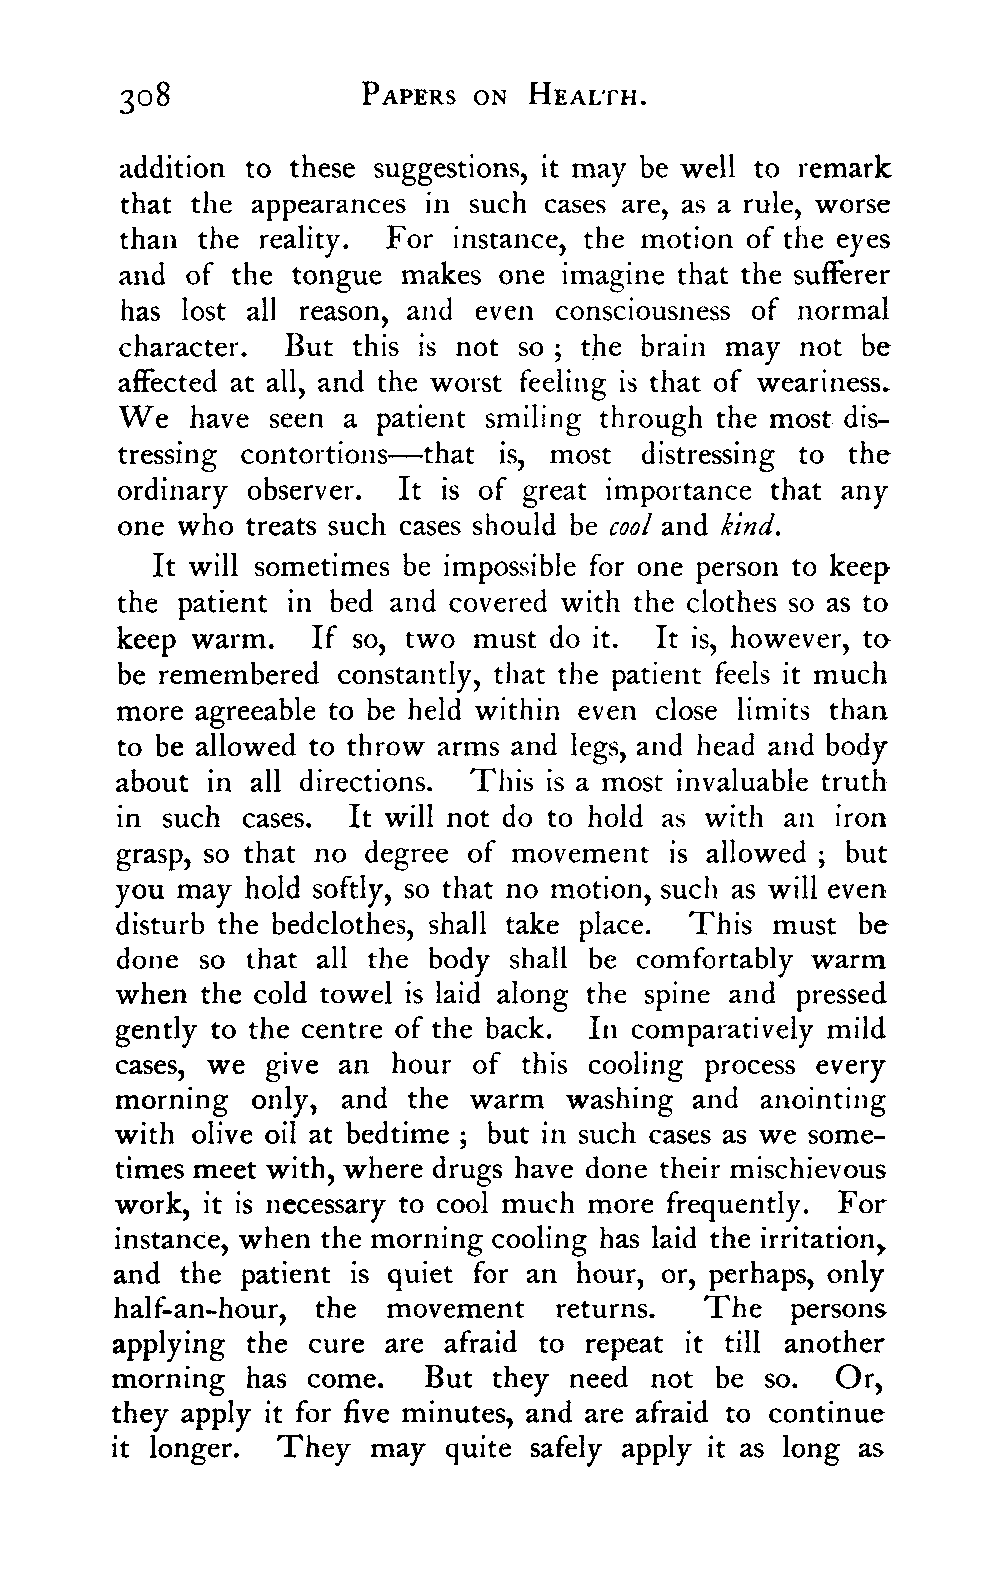 308 PAPERS ON HEALTH.
addition to these suggestions, it may be well to remark
that the appearances in such cases are, as a rule, worse
than the reality. For instance, the motion of the eyes
and of the tongue makes one imagine that the sufferer
has lost all reason, and even consciousness of normal
character. But this is not so ; the brain may not be
affected at all, and the worst feeling is that of weariness.
We have seen a patient smiling through the most dis-
tressing contortions—that is, most distressing to the
ordinary observer. It is of great importance that any
one who treats such cases should be cool and kind.
It will sometimes be impossible for one person to keep
the patient in bed and covered with the clothes so as to
keep warm. If so, two must do it. It is, however, to
be remembered constantly, that the patient feels it much
more agreeable to be held within even close limits than
to be allowed to throw arms and legs, and head and body
about in all directions. This is a most invaluable truth
in such cases. It will not do to hold as with an iron
grasp, so that no degree of movement is allowed ; but
you may hold softly, so that no motion, such as will even
disturb the bedclothes, shall take place. This must be
done so that all the body shall be comfortably warm
when the cold towel is laid along the spine and pressed
gently to the centre of the back. In comparatively mild
cases, we give an hour of this cooling process every
morning only, and the warm washing and anointing
with olive oil at bedtime ; but in such cases as we some-
times meet with, where drugs have done their mischievous
work, it is necessary to cool much more frequently. For
instance, when the morning cooling has laid the irritation,
and the patient is quiet for an hour, or, perhaps, only
half-an-hour, the movement returns. The persons
applying the cure are afraid to repeat it till another
morning has come. But they need not be so. Or,
they apply it for five minutes, and are afraid to continue
it longer. They may quite safely apply it as long as